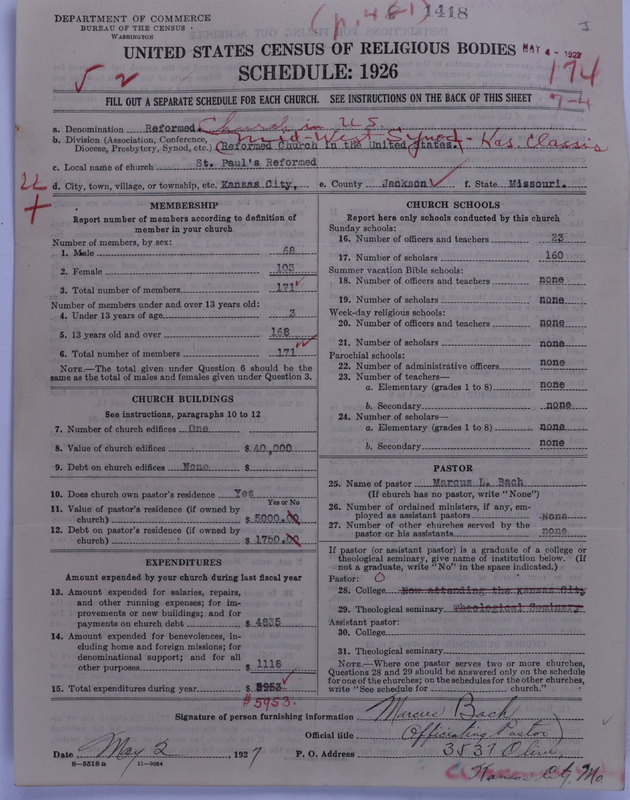 DEPARTMENT OF COMMERCE
BUREAU OF THE CENSUS
WASHINGTON
(p. 481) 1418
UNITED STATES CENSUS OF RELIGIOUS BODIES
MAY 4 - 1927
SCHEDULE: 1926
174
5 2
7-4
FILL OUT A SEPARATE SCHEDULE FOR EACH CHURCH. SEE INSTRUCTIONS ON THE BACK OF THIS SHEET
a. Denomination Reformed Church in U.S.
b. Division (Association, Conference, Diocese, Presbytery, Synod, etc.) Mid-West Synod - Kas. Classis
(Reformed Church in the United States.)
c. Local name of church St. Paul's Reformed
22
+
d. City, town, village, or township, etc. Kansas City, e. County Jackson f. State Missouri.
MEMBERSHIP
Report number of members according to definition of
member in your church
Number of members, by sex:
1. Male 68
2. Female 103
3. Total number of members 171
Number of members under and over 13 years old:
4. Under 13 years of age 3
5. 13 years old and over 168
6. Total number of members 171
NOTE.—The total given under Question 6 should be
same as the total of males and females given under Question 3.
CHURCH BUILDINGS
See instructions, paragraphs 10 to 12
7. Number of church edifices One
8. Value of church edifices $ 40,000
9. Debt on church edifices None $
10. Does church own pastor's residence Yes
Yes or No
11. Value of pastor's residence (if owned by
church) $ 5000.00
12. Debt on pastor's residence (if owned by
church) $ 1750.00
EXPENDITURES
Amount expended by your church during last fiscal year
13. Amount expended for salaries, repairs,
and other running expenses; for im-
provements or new buildings; and for
payments on church debt $ 4835
14. Amount expended for benevolences, in-
cluding home and foreign missions; for
denominational support; and for all
other purposes $ 1118
15. Total expenditures during year $ 5953
$5953.
CHURCH SCHOOLS
Report here only schools conducted by this church
Sunday schools:
16. Number of officers and teachers 23
17. Number of scholars 160
Summer vacation Bible schools:
18. Number of officers and teachers none
19. Number of scholars none
Week-day religious schools:
20. Number of officers and teachers none
21. Number of scholars none
Parochial schools:
22. Number of administrative officers none
23. Number of teachers—
a. Elementary (grades 1 to 8) none
b. Secondary none
24. Number of scholars—
a. Elementary (grades 1 to 8) none
b. Secondary none
PASTOR
25. Name of pastor Marcus L. Bach
(If church has no pastor, write "None")
26. Number of ordained ministers, if any, em-
ployed as assistant pastors None
27. Number of other churches served by the
pastor or his assistants none
If pastor (or assistant pastor) is a graduate of a college or
theological seminary, give name of institution below. (If
not a graduate, write "No" in the space indicated.)
Pastor: O
28. College Now attending the Kansas City
29. Theological seminary Theological Seminary
Assistant pastor:
30. College
31. Theological seminary
NOTE.—Where one pastor serves two or more churches,
Questions 28 and 29 should be answered only on the schedule
for one of the churches; on the schedules for the other churches,
write "See schedule for church."
Signature of person furnishing information Marcus Bach
Official title Officiating Pastor
Date May 2 1927 P. O. Address 3537 Olive,
Kansas City, Mo
8-5518a 11-9054